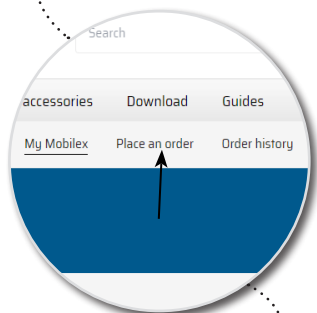 Search
accessories Download Guides
My Mobilex Place an order Order history